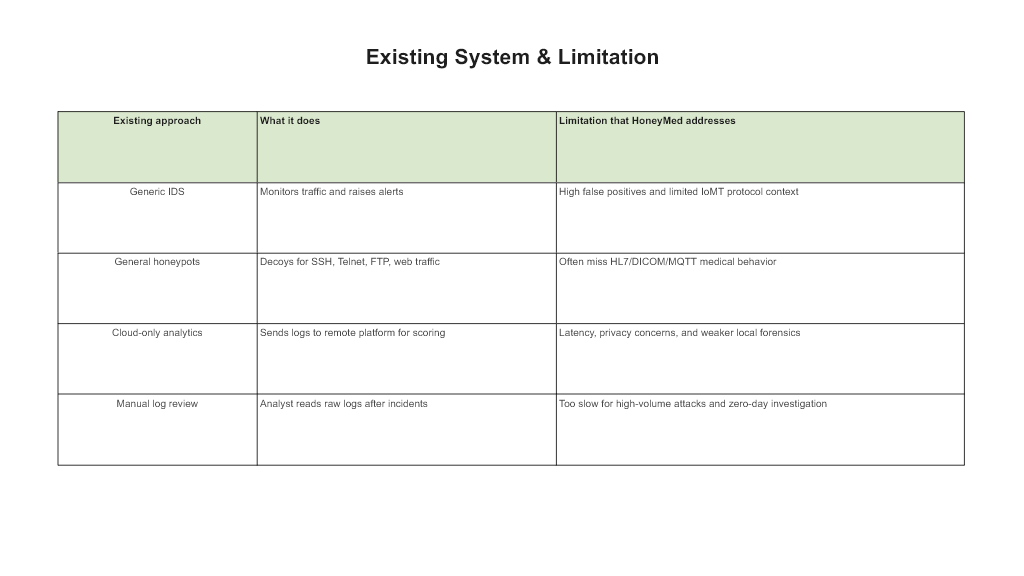 Existing System & Limitation
Existing approach What it does Limitation that HoneyMed addresses
Generic IDS Monitors traffic and raises alerts High false positives and limited IoMT protocol context
General honeypots Decoys for SSH, Telnet, FTP, web traffic Often miss HL7/DICOM/MQTT medical behavior
Cloud-only analytics Sends logs to remote platform for scoring Latency, privacy concerns, and weaker local forensics
Manual log review Analyst reads raw logs after incidents Too slow for high-volume attacks and zero-day investigation